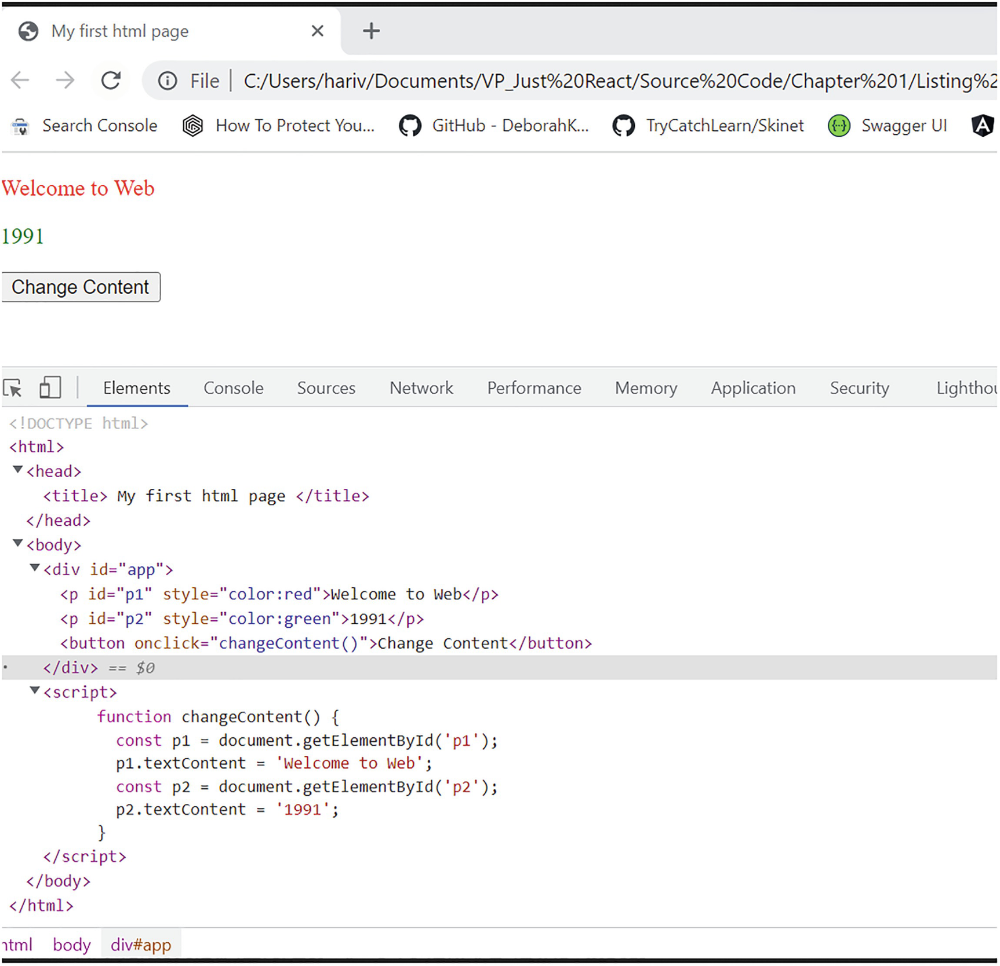 My first html page
File | C:/Users/hariv/Documents/VP_Just%20React/Source%20Code/Chapter%201/Listing%2
Search Console How To Protect You... GitHub - DeborahK... TryCatchLearn/Skinet Swagger UI
Welcome to Web
1991
Change Content
Elements Console Sources Network Performance Memory Application Security Lighthou
<!DOCTYPE html>
<html>
<head>
<title> My first html page </title>
</head>
<body>
<div id="app">
<p id="p1" style="color:red">Welcome to Web</p>
<p id="p2" style="color:green">1991</p>
<button onclick="changeContent()">Change Content</button>
</div> == $0
<script>
function changeContent() {
const p1 = document.getElementById('p1');
p1.textContent = 'Welcome to Web';
const p2 = document.getElementById('p2');
p2.textContent = '1991';
}
</script>
</body>
</html>
html body div#app